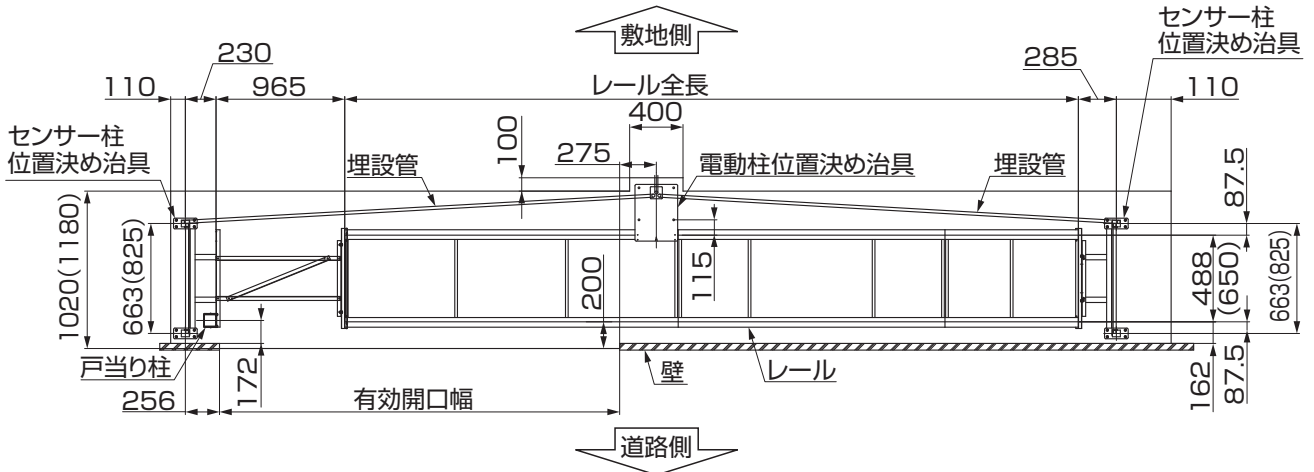 敷地側
センサー柱
位置決め治具
230
285
110
965
レール全長
110
400
センサー柱
位置決め治具
100
275
埋設管
電動柱位置決め治具
埋設管
87.5
1020(1180)
663(825)
115
200
488
(650)
663(825)
戸当り柱
172
壁
レール
162
87.5
256
有効開口幅
道路側